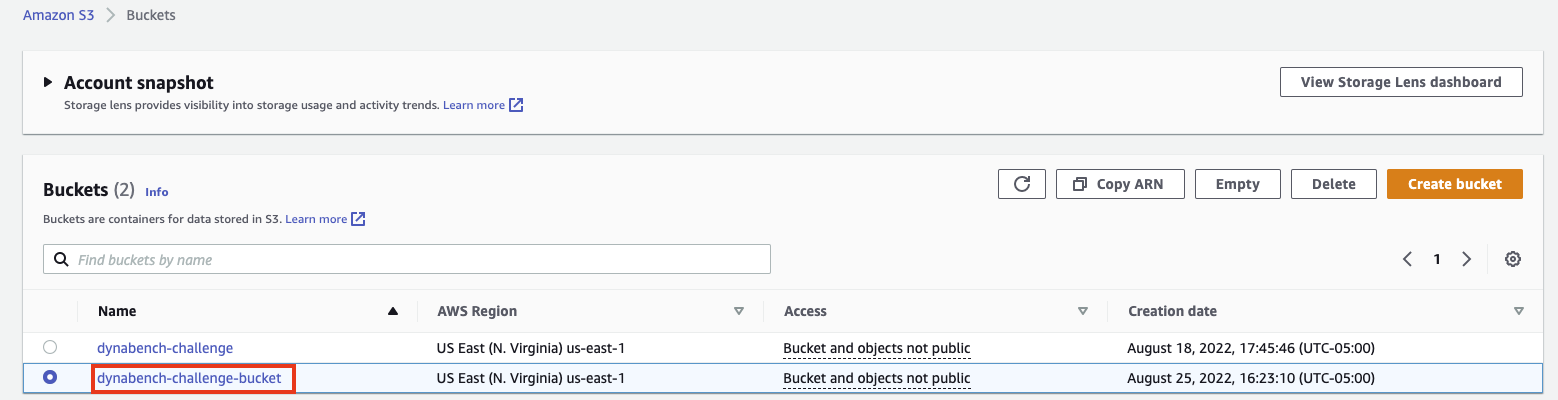 Amazon S3 Buckets
Account snapshot
View Storage Lens dashboard
Storage lens provides visibility into storage usage and activity trends. Learn more
Buckets (2) Info
Copy ARN Empty Delete Create bucket
Buckets are containers for data stored in S3. Learn more
Find buckets by name
1
Name AWS Region Access Creation date
dynabench-challenge US East (N. Virginia) us-east-1 Bucket and objects not public August 18, 2022, 17:45:46 (UTC-05:00)
dynabench-challenge-bucket US East (N. Virginia) us-east-1 Bucket and objects not public August 25, 2022, 16:23:10 (UTC-05:00)